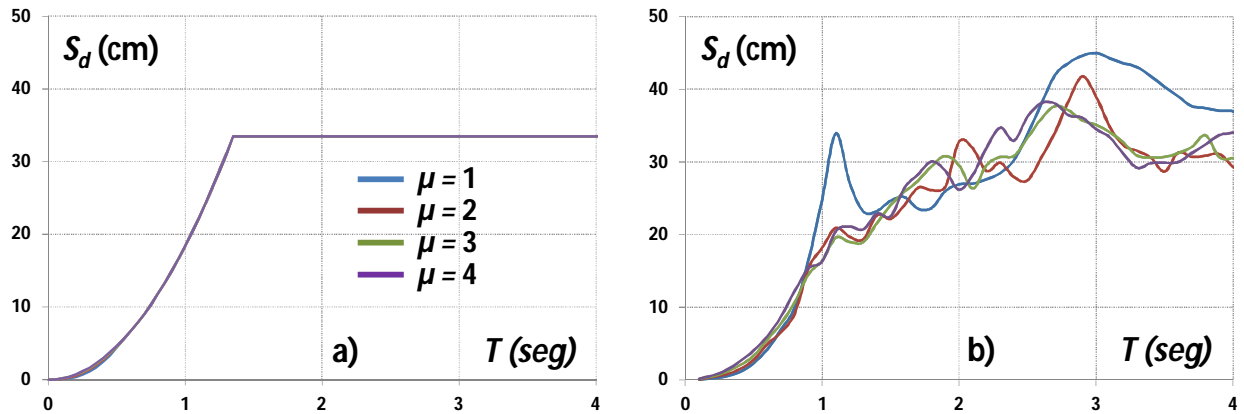 50
40
30
20
10
0
S_d (cm)
μ = 1
μ = 2
μ = 3
μ = 4
a)
T (seg)
0 1 2 3 4
50
40
30
20
10
0
S_d (cm)
b)
T (seg)
0 1 2 3 4